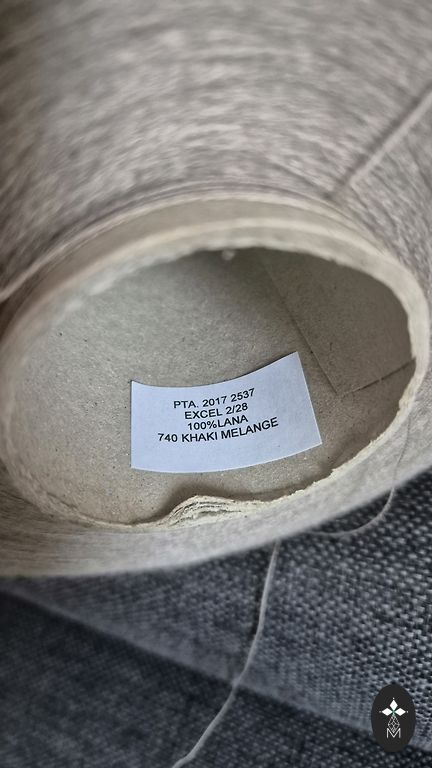 PTA. 2017 2537
EXCEL 2/28
100%LANA
740 KHAKI MELANGE
M